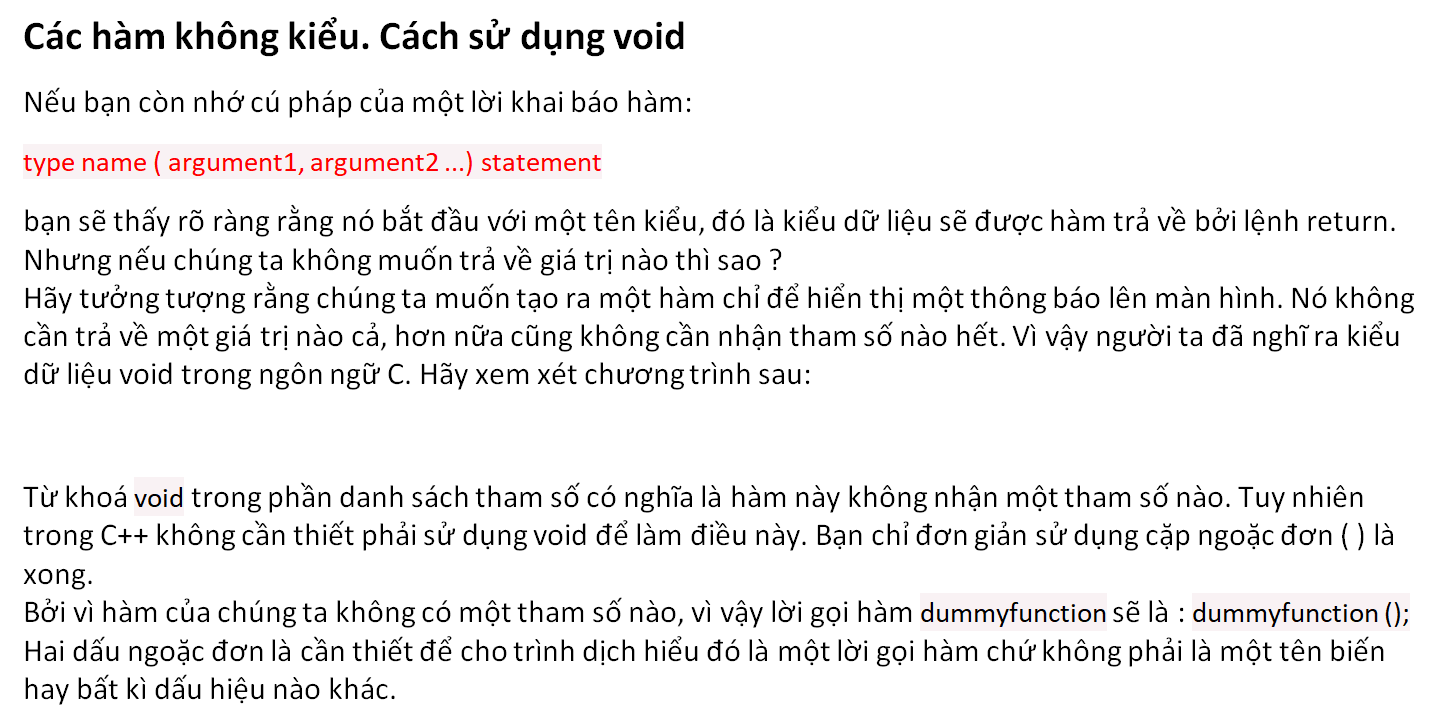 Các hàm không kiểu. Cách sử dụng void
Nếu bạn còn nhớ cú pháp của một lời khai báo hàm:
type name ( argument1, argument2 ...) statement
bạn sẽ thấy rõ ràng rằng nó bắt đầu với một tên kiểu, đó là kiểu dữ liệu sẽ được hàm trả về bởi lệnh return.
Nhưng nếu chúng ta không muốn trả về giá trị nào thì sao ?
Hãy tưởng tượng rằng chúng ta muốn tạo ra một hàm chỉ để hiển thị một thông báo lên màn hình. Nó không
cần trả về một giá trị nào cả, hơn nữa cũng không cần nhận tham số nào hết. Vì vậy người ta đã nghĩ ra kiểu
dữ liệu void trong ngôn ngữ C. Hãy xem xét chương trình sau:
Từ khoá void trong phần danh sách tham số có nghĩa là hàm này không nhận một tham số nào. Tuy nhiên
trong C++ không cần thiết phải sử dụng void để làm điều này. Bạn chỉ đơn giản sử dụng cặp ngoặc đơn ( ) là
xong.
Bởi vì hàm của chúng ta không có một tham số nào, vì vậy lời gọi hàm dummyfunction sẽ là : dummyfunction ();
Hai dấu ngoặc đơn là cần thiết để cho trình dịch hiểu đó là một lời gọi hàm chứ không phải là một tên biến
hay bất kì dấu hiệu nào khác.